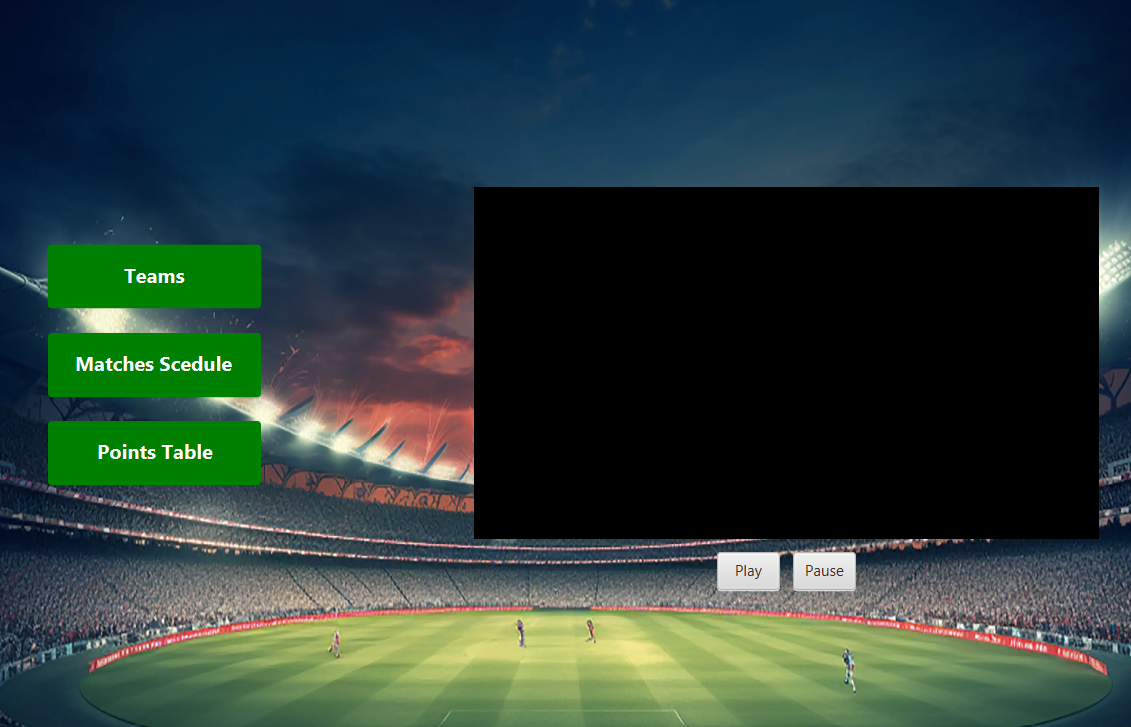 Teams
Matches Scedule
Points Table
Play
Pause